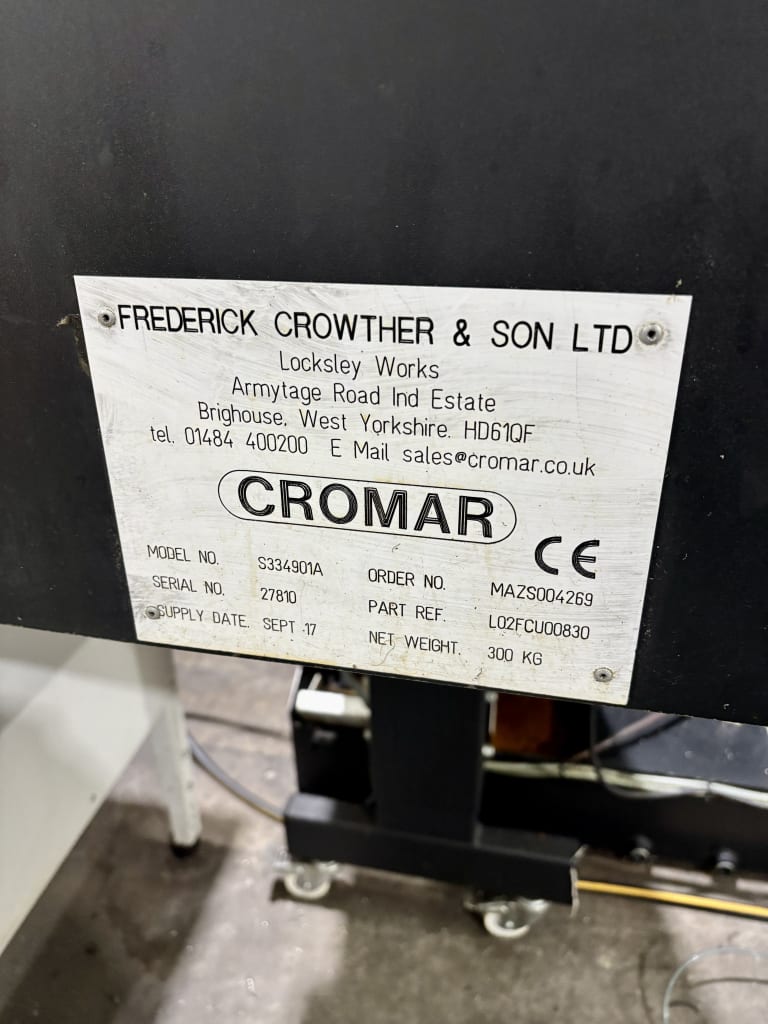 FREDERICK CROWTHER & SON LTD
Locksley Works
Armytage Road Ind Estate
Brighouse, West Yorkshire. HD61QF
tel. 01484 400200 E Mail sales@cromar.co.uk
CROMAR
CE
MODEL NO. S334901A ORDER NO. MAZS004269
SERIAL NO. 27810 PART REF. L02FCU00830
SUPPLY DATE. SEPT 17 NET WEIGHT. 300 KG